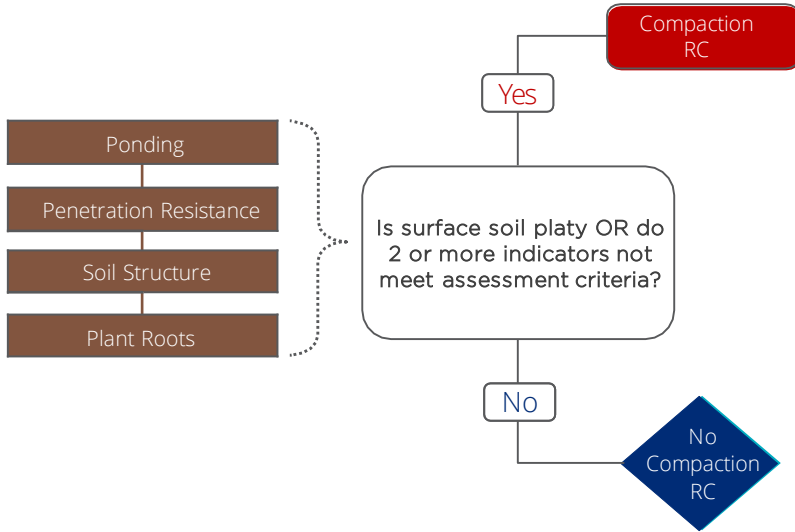 Compaction
RC
Yes
Ponding
Penetration Resistance
Soil Structure
Plant Roots
Is surface soil platy OR do
2 or more indicators not
meet assessment criteria?
No
No
Compaction
RC